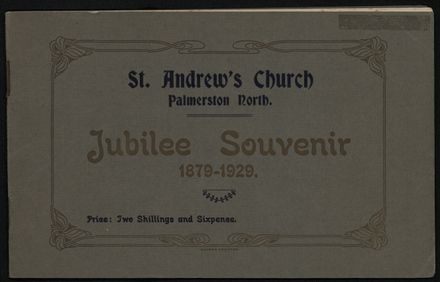 St. Andrew's Church
Palmerston North.
Jubilee Souvenir
1879-1929.
Price: Two Shillings and Sixpence.